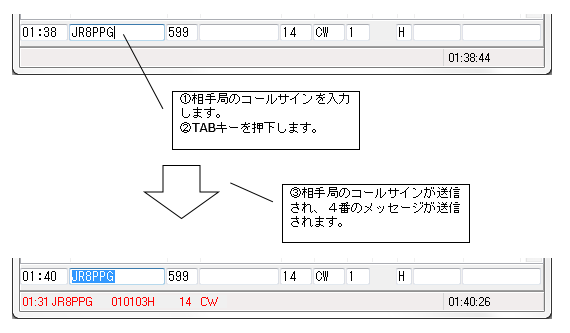 01:38 JR8PPG 599 14 CW 1 H
01:38:44
①相手局のコールサインを入力
します。
②TABキーを押下します。
③相手局のコールサインが送信
され、４番のメッセージが送信
されます。
01:40 JR8PPG 599 14 CW 1 H
01:31 JR8PPG 010103H 14 CW 01:40:26